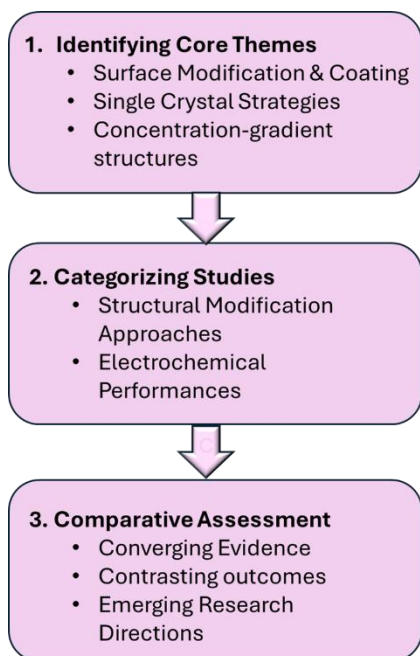 1. Identifying Core Themes
• Surface Modification & Coating
• Single Crystal Strategies
• Concentration-gradient
structures
2. Categorizing Studies
• Structural Modification
Approaches
• Electrochemical
Performances
C
3. Comparative Assessment
• Converging Evidence
• Contrasting outcomes
• Emerging Research
Directions